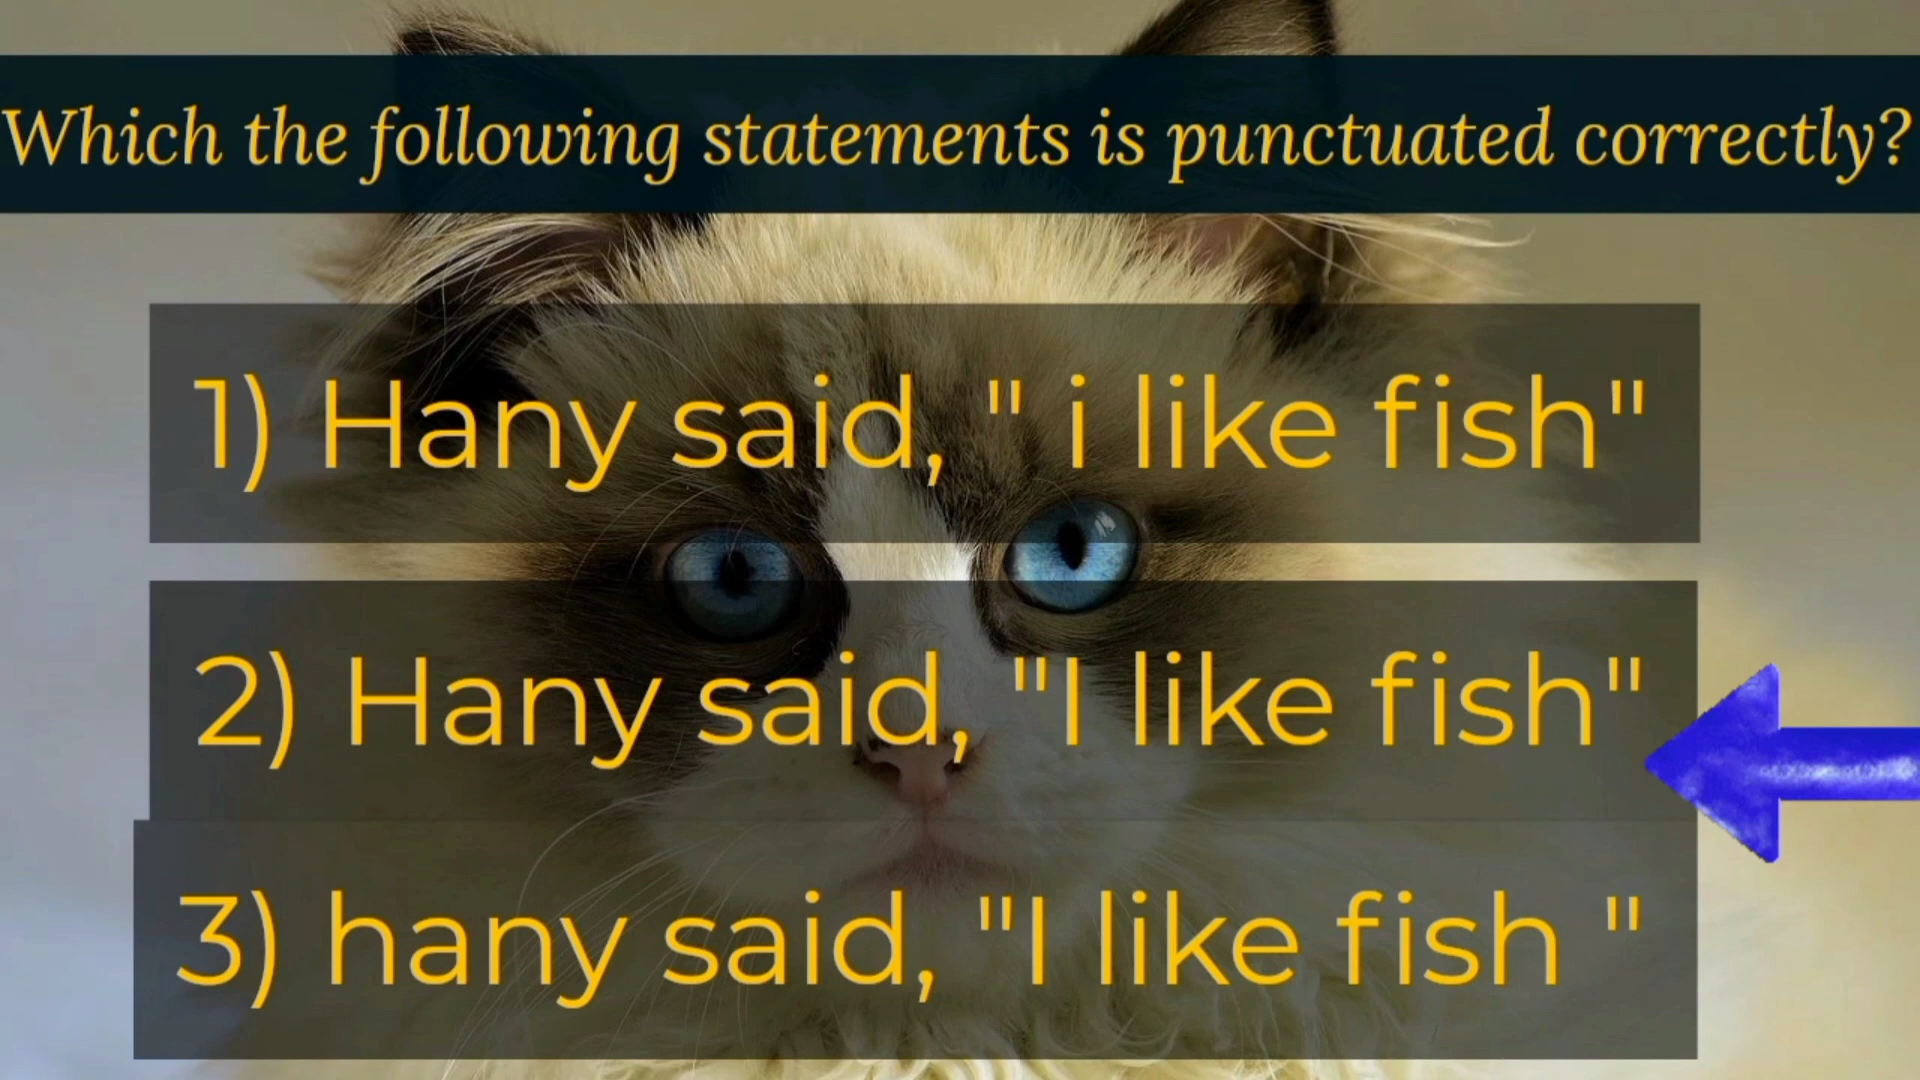 Which the following statements is punctuated correctly?
1) Hany said, " i like fish"
2) Hany said, "I like fish"
3) hany said, "I like fish "